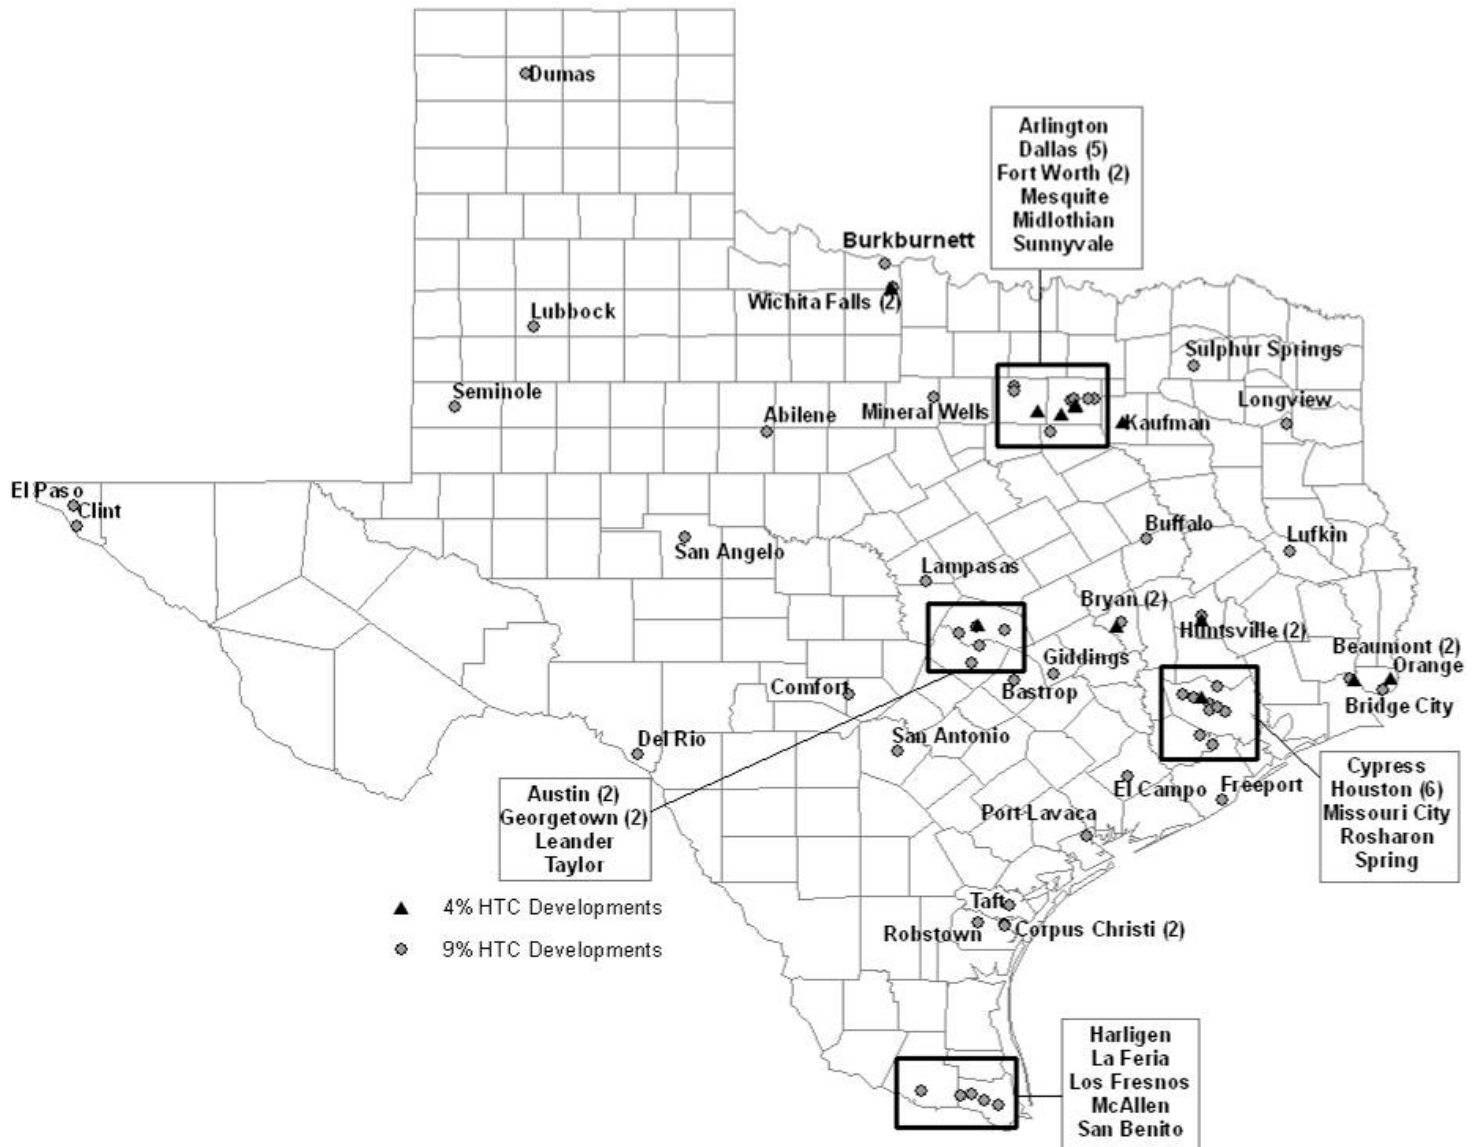 Dumas
Arlington
Dallas (5)
Fort Worth (2)
Mesquite
Midlothian
Sunnyvale
Burkburnett
Wichita Falls (2)
Lubbock
Sulphur Springs
Seminole
Abilene
Mineral Wells
Longview
Kaufman
El Paso
Clint
San Angelo
Buffalo
Lufkin
Lampasas
Bryan (2)
Huntsville (2)
Beaumont (2)
Orange
Bridge City
Giddings
Bastrop
Comfort
Del Rio
San Antonio
El Campo
Freeport
Port Lavaca
Austin (2)
Georgetown (2)
Leander
Taylor
Cypress
Houston (6)
Missouri City
Rosharon
Spring
4% HTC Developments
9% HTC Developments
Taft
Robstown
Corpus Christi (2)
Harligen
La Feria
Los Fresnos
McAllen
San Benito